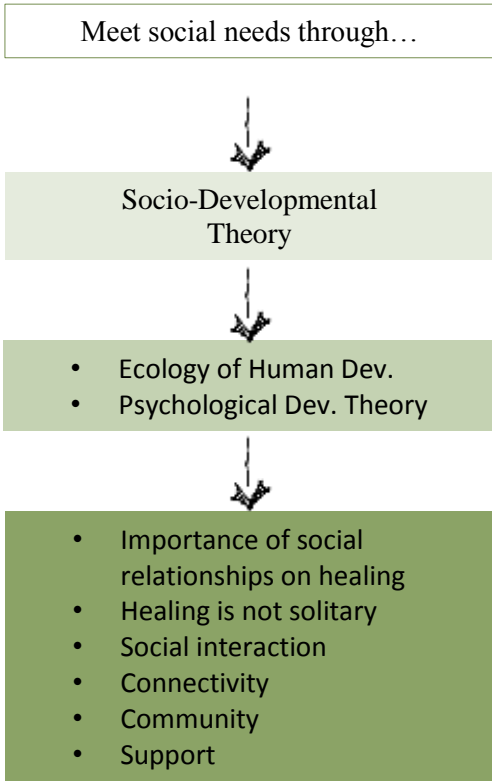 Meet social needs through…
Socio-Developmental
Theory
• Ecology of Human Dev.
• Psychological Dev. Theory
• Importance of social
relationships on healing
• Healing is not solitary
• Social interaction
• Connectivity
• Community
• Support